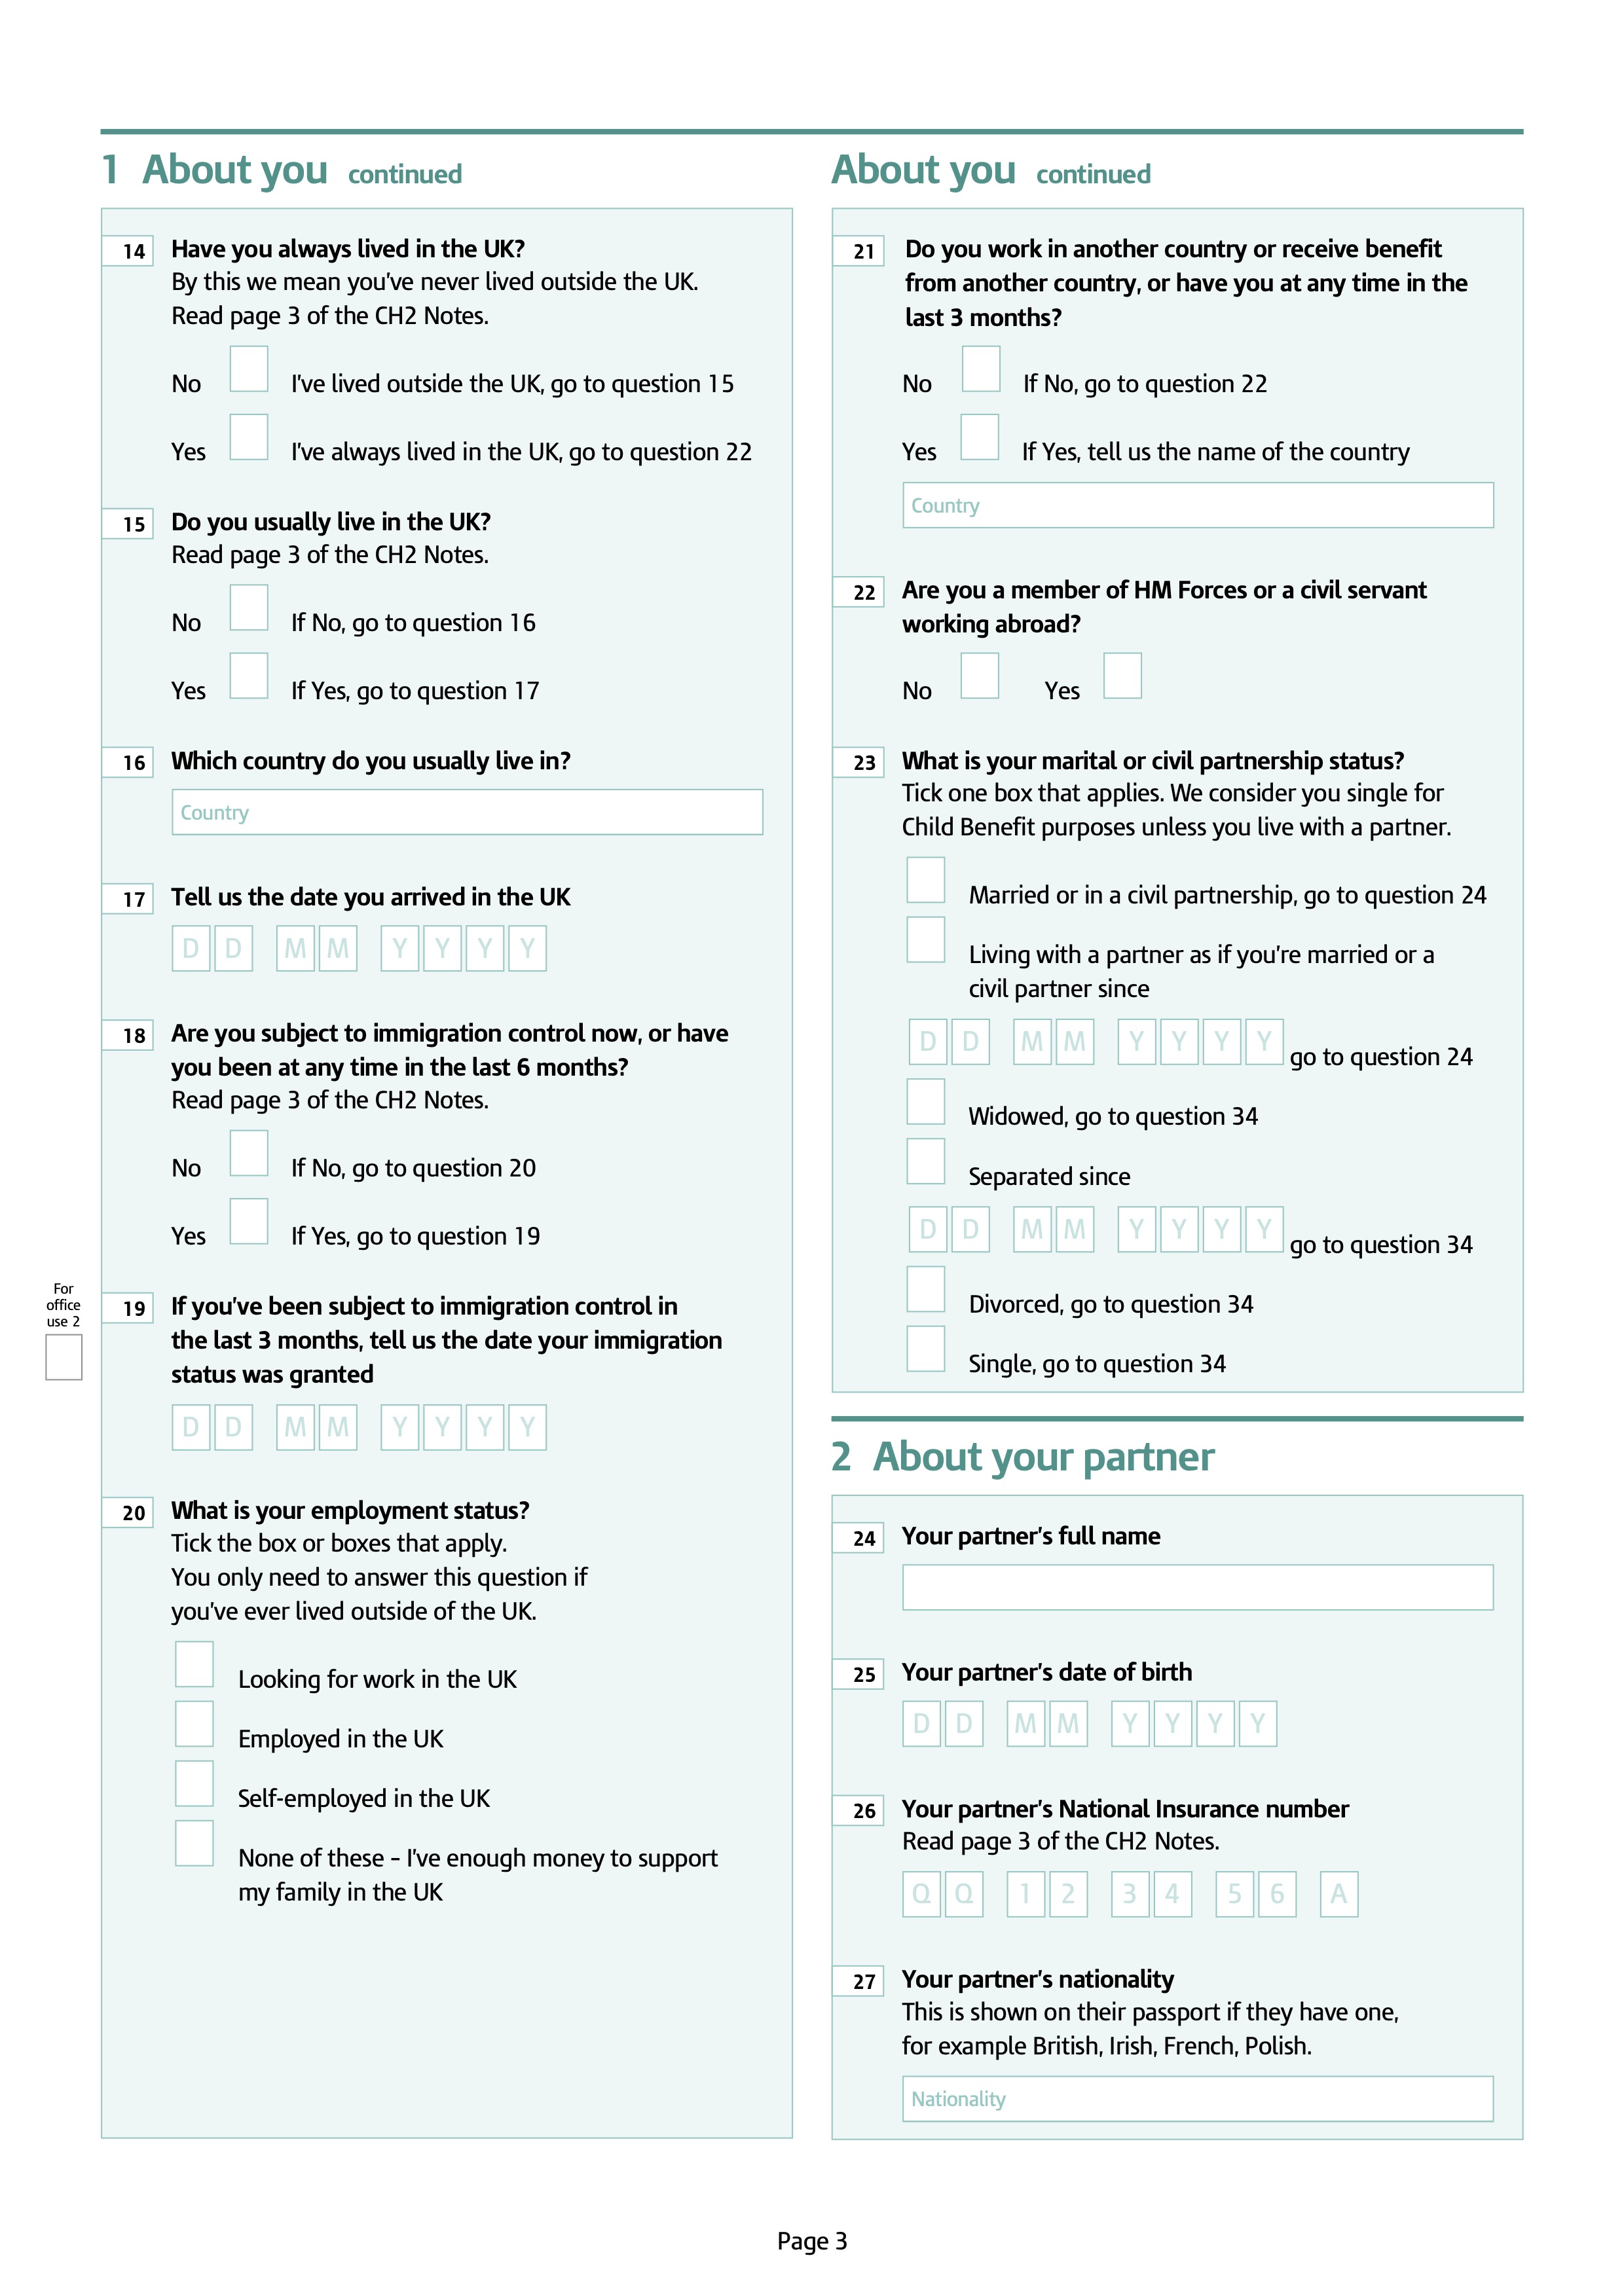 1 About you continued
14 Have you always lived in the UK?
By this we mean you've never lived outside the UK.
Read page 3 of the CH2 Notes.
No I've lived outside the UK, go to question 15
Yes I've always lived in the UK, go to question 22
15 Do you usually live in the UK?
Read page 3 of the CH2 Notes.
No If No, go to question 16
Yes If Yes, go to question 17
16 Which country do you usually live in?
Country
17 Tell us the date you arrived in the UK
D D M M Y Y Y Y
18 Are you subject to immigration control now, or have
you been at any time in the last 6 months?
Read page 3 of the CH2 Notes.
No If No, go to question 20
Yes If Yes, go to question 19
For
office
use 2
19 If you've been subject to immigration control in
the last 3 months, tell us the date your immigration
status was granted
D D M M Y Y Y Y
20 What is your employment status?
Tick the box or boxes that apply.
You only need to answer this question if
you've ever lived outside of the UK.
Looking for work in the UK
Employed in the UK
Self-employed in the UK
None of these – I've enough money to support
my family in the UK
About you continued
21 Do you work in another country or receive benefit
from another country, or have you at any time in the
last 3 months?
No If No, go to question 22
Yes If Yes, tell us the name of the country
Country
22 Are you a member of HM Forces or a civil servant
working abroad?
No Yes
23 What is your marital or civil partnership status?
Tick one box that applies. We consider you single for
Child Benefit purposes unless you live with a partner.
Married or in a civil partnership, go to question 24
Living with a partner as if you're married or a
civil partner since
D D M M Y Y Y Y go to question 24
Widowed, go to question 34
Separated since
D D M M Y Y Y Y go to question 34
Divorced, go to question 34
Single, go to question 34
2 About your partner
24 Your partner's full name
25 Your partner's date of birth
D D M M Y Y Y Y
26 Your partner's National Insurance number
Read page 3 of the CH2 Notes.
Q Q 1 2 3 4 5 6 A
27 Your partner's nationality
This is shown on their passport if they have one,
for example British, Irish, French, Polish.
Nationality
Page 3